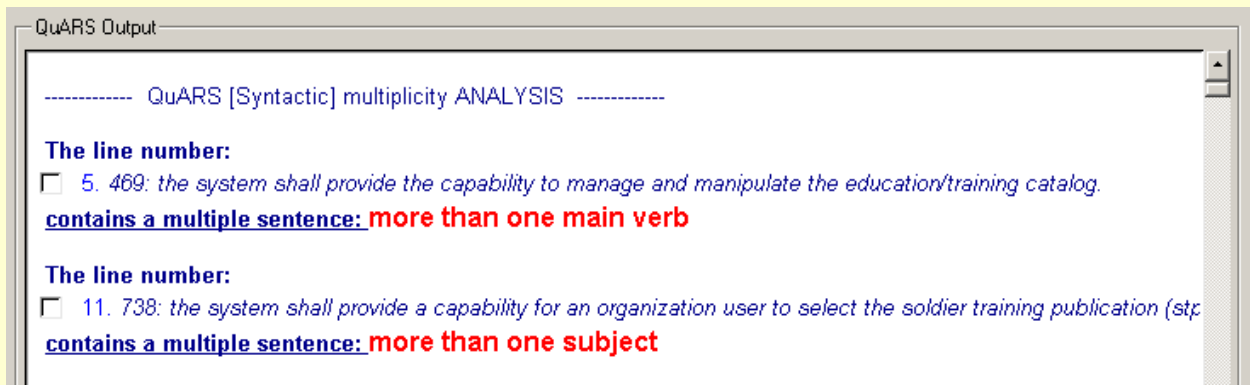 QuARS Output
------------- QuARS [Syntactic] multiplicity ANALYSIS -------------
The line number:
5. 469: the system shall provide the capability to manage and manipulate the education/training catalog.
contains a multiple sentence: more than one main verb
The line number:
11. 738: the system shall provide a capability for an organization user to select the soldier training publication (stp
contains a multiple sentence: more than one subject